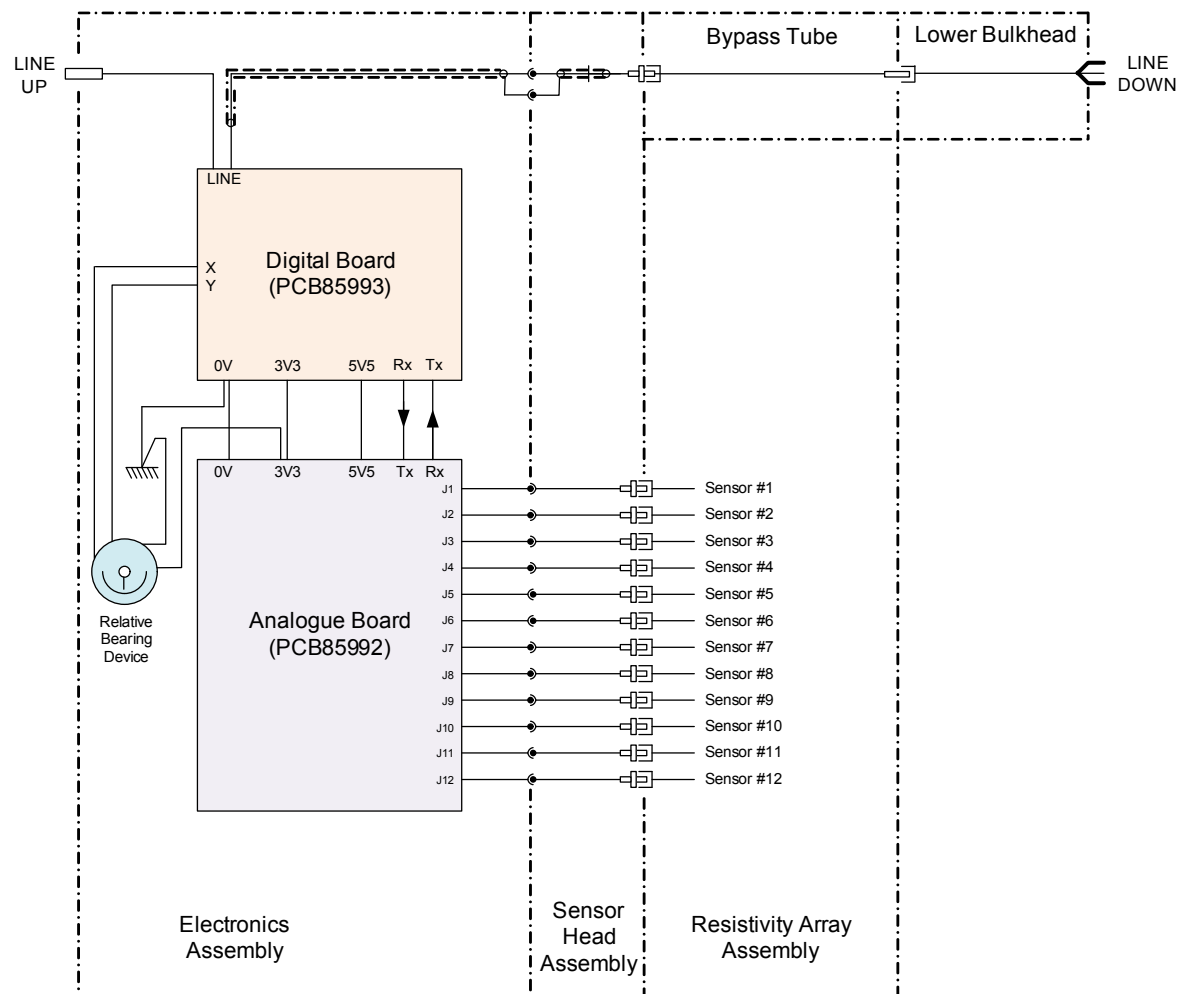 Bypass Tube
Lower Bulkhead
LINE
UP
LINE
DOWN
LINE
Digital Board
(PCB85993)
X
Y
0V 3V3 5V5 Rx Tx
0V 3V3 5V5 Tx Rx
J1 Sensor #1
J2 Sensor #2
J3 Sensor #3
J4 Sensor #4
J5 Sensor #5
J6 Sensor #6
J7 Sensor #7
J8 Sensor #8
J9 Sensor #9
J10 Sensor #10
J11 Sensor #11
J12 Sensor #12
Analogue Board
(PCB85992)
Relative
Bearing
Device
Electronics
Assembly
Sensor
Head
Assembly
Resistivity Array
Assembly